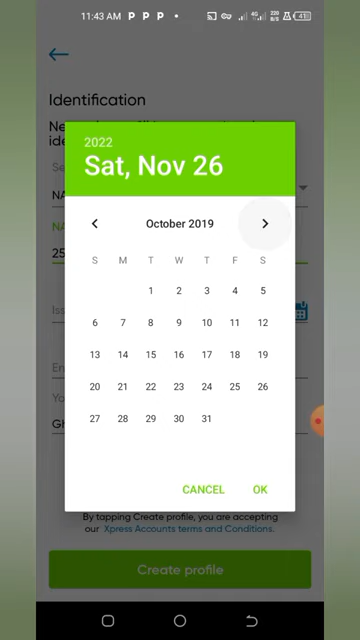 11:43 AM P P P •
4G 220 B/S 41
Identification
2022
Sat, Nov 26
October 2019
S M T W T F S
1 2 3 4 5
6 7 8 9 10 11 12
13 14 15 16 17 18 19
20 21 22 23 24 25 26
27 28 29 30 31
CANCEL OK
By tapping Create profile, you are accepting
our Xpress Accounts terms and Conditions.
Create profile